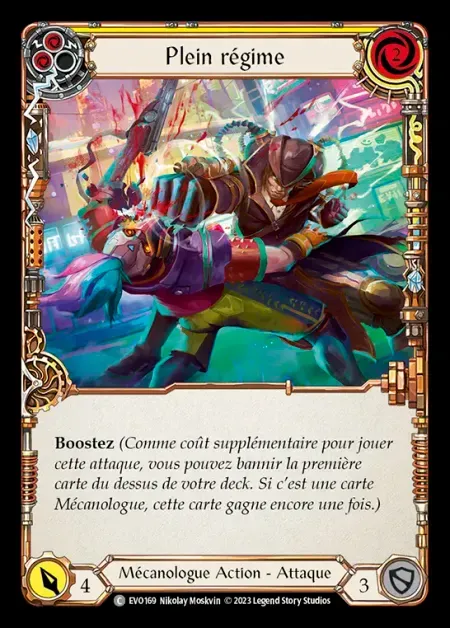 Plein régime
2
Boostez (Comme coût supplémentaire pour jouer
cette attaque, vous pouvez bannir la première
carte du dessus de votre deck. Si c'est une carte
Mécanologue, cette carte gagne encore une fois.)
4
Mécanologue Action - Attaque
3
C EVO169 Nikolay Moskvin © 2023 Legend Story Studios